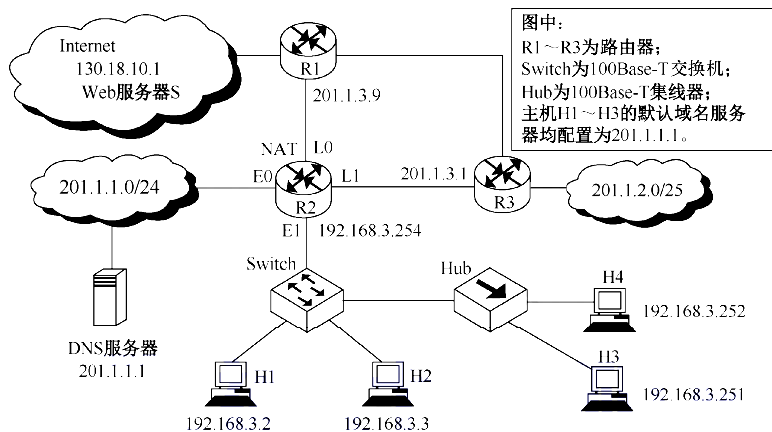 Internet
130.18.10.1
Web服务器S
R1
201.1.3.9
图中：
R1～R3为路由器；
Switch为100Base-T交换机；
Hub为100Base-T集线器；
主机H1～H3的默认域名服务
器均配置为201.1.1.1。
NAT
L0
E0
L1
R2
E1
192.168.3.254
201.1.1.0/24
201.1.3.1
R3
201.1.2.0/25
Switch
Hub
H4
192.168.3.252
H3
192.168.3.251
DNS服务器
201.1.1.1
H1
192.168.3.2
H2
192.168.3.3